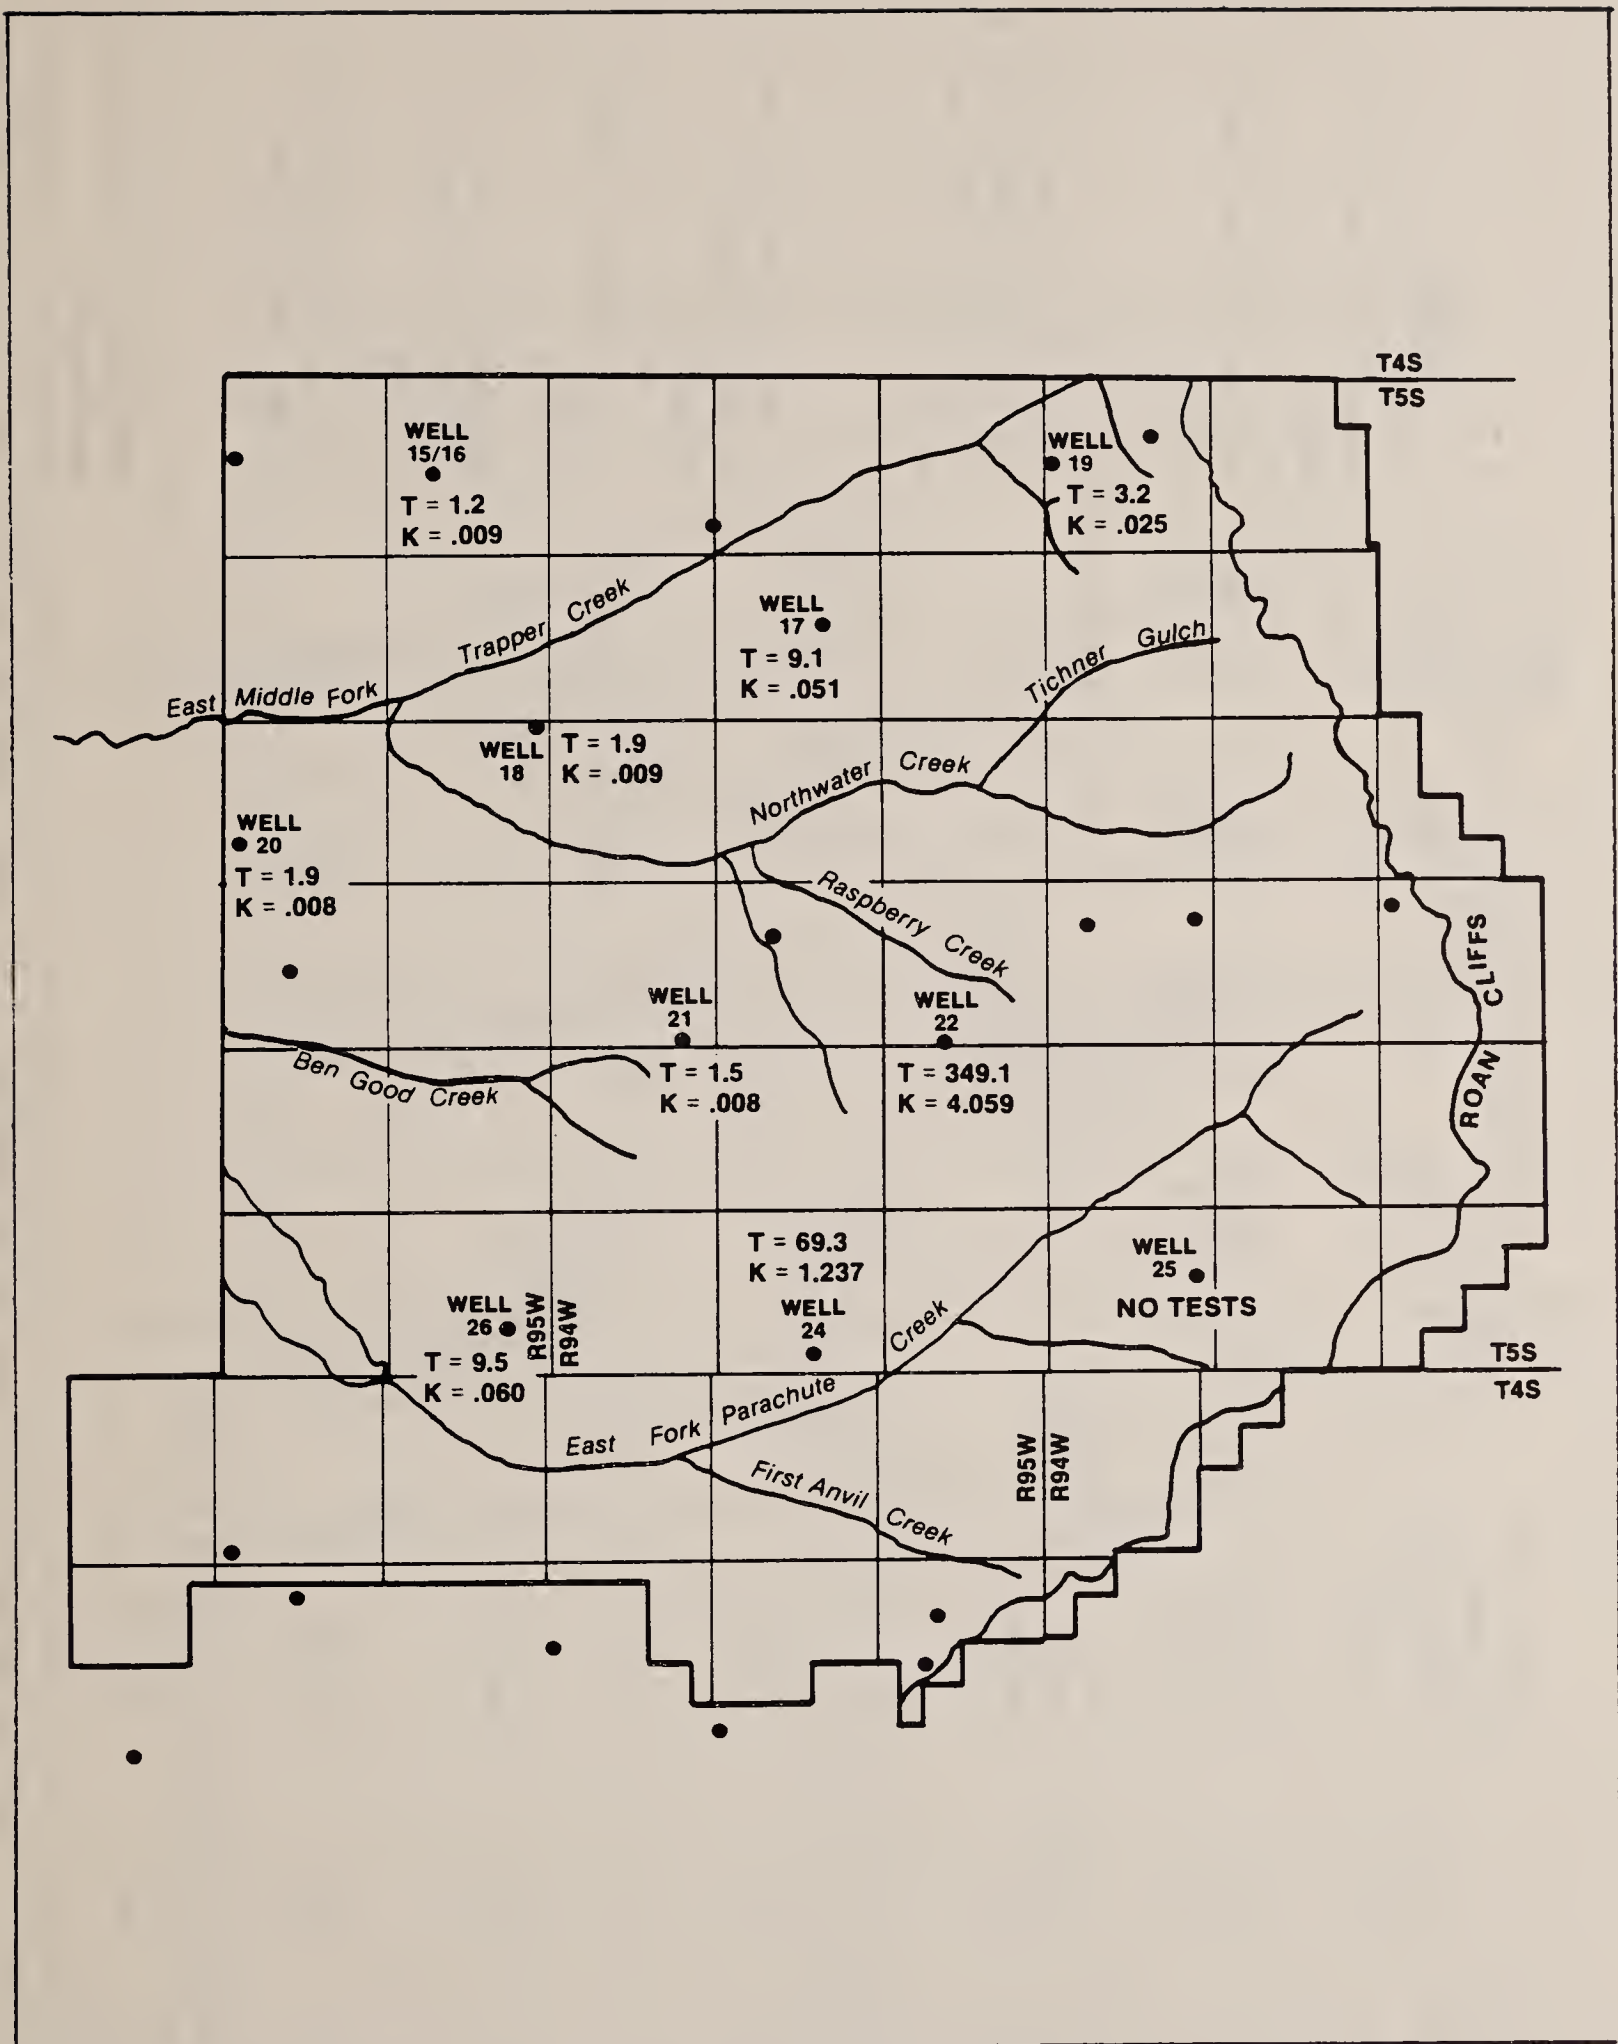 T4S
T5S
WELL
15/16
T = 1.2
K = .009
WELL
19
T = 3.2
K = .025
Trapper Creek
WELL
17
T = 9.1
K = .051
Tichner Gulch
East Middle Fork
WELL
18
T = 1.9
K = .009
Northwater Creek
WELL
20
T = 1.9
K = .008
Raspberry Creek
ROAN CLIFFS
WELL
21
T = 1.5
K = .008
WELL
22
T = 349.1
K = 4.059
Ben Good Creek
T = 69.3
K = 1.237
WELL
24
WELL
25
NO TESTS
WELL
26
T = 9.5
K = .060
R95W
R94W
T5S
T4S
East Fork Parachute Creek
First Anvil Creek
R95W
R94W